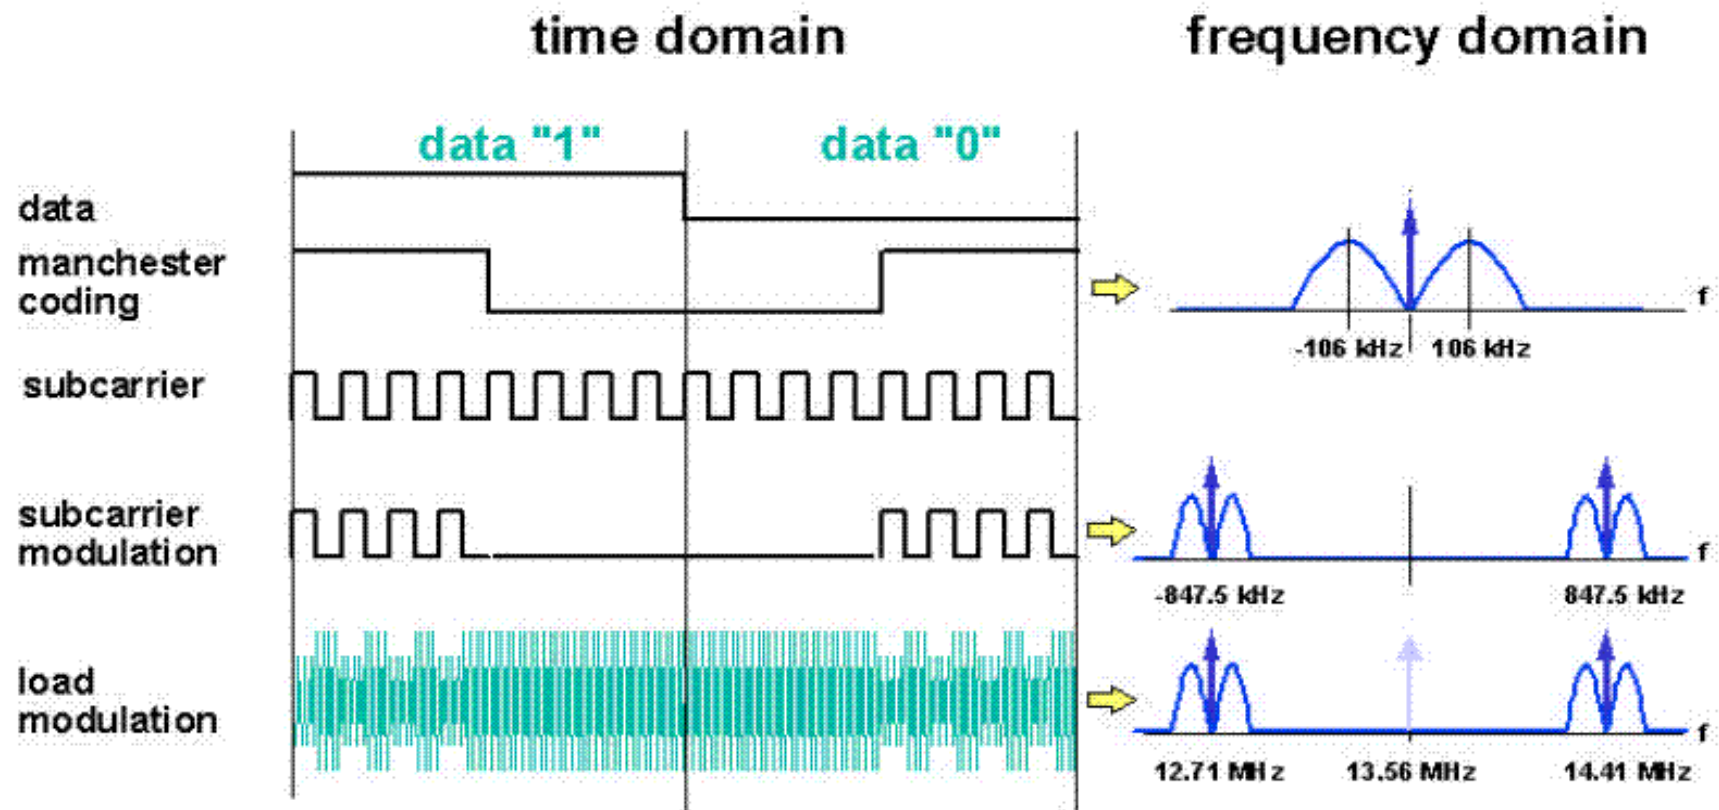 time domain
frequency domain
data "1"
data "0"
data
manchester
coding
f
-106 kHz
106 kHz
subcarrier
subcarrier
modulation
f
-847.5 kHz
847.5 kHz
load
modulation
f
12.71 MHz
13.56 MHz
14.41 MHz